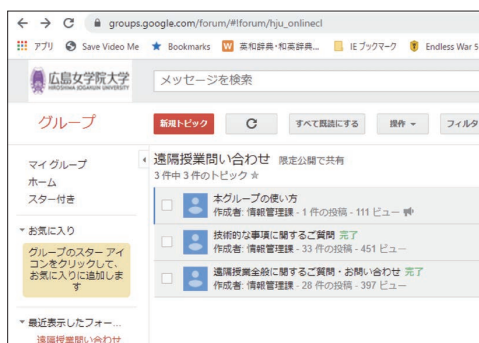 groups.google.com/forum/#!forum/hju_onlinecl
アプリ Save Video Me Bookmarks 英和辞典・和英辞典... IEブックマーク Endless War 5
広島女学院大学
HIROSHIMA JOGAKUIN UNIVERSITY
メッセージを検索
グループ
新規トピック すべて既読にする 操作 フィルタ
マイ グループ
ホーム
スター付き
お気に入り
グループのスター アイ
コンをクリックして、
お気に入りに追加しま
す
最近表示したフォー...
遠隔授業問い合わせ
遠隔授業問い合わせ 限定公開で共有
3 件中 3 件のトピック
本グループの使い方
作成者: 情報管理課 - 1 件の投稿 - 111 ビュー
技術的な事項に関するご質問 完了
作成者: 情報管理課 - 33 件の投稿 - 451 ビュー
遠隔授業全般に関するご質問・お問い合わせ 完了
作成者: 情報管理課 - 28 件の投稿 - 397 ビュー